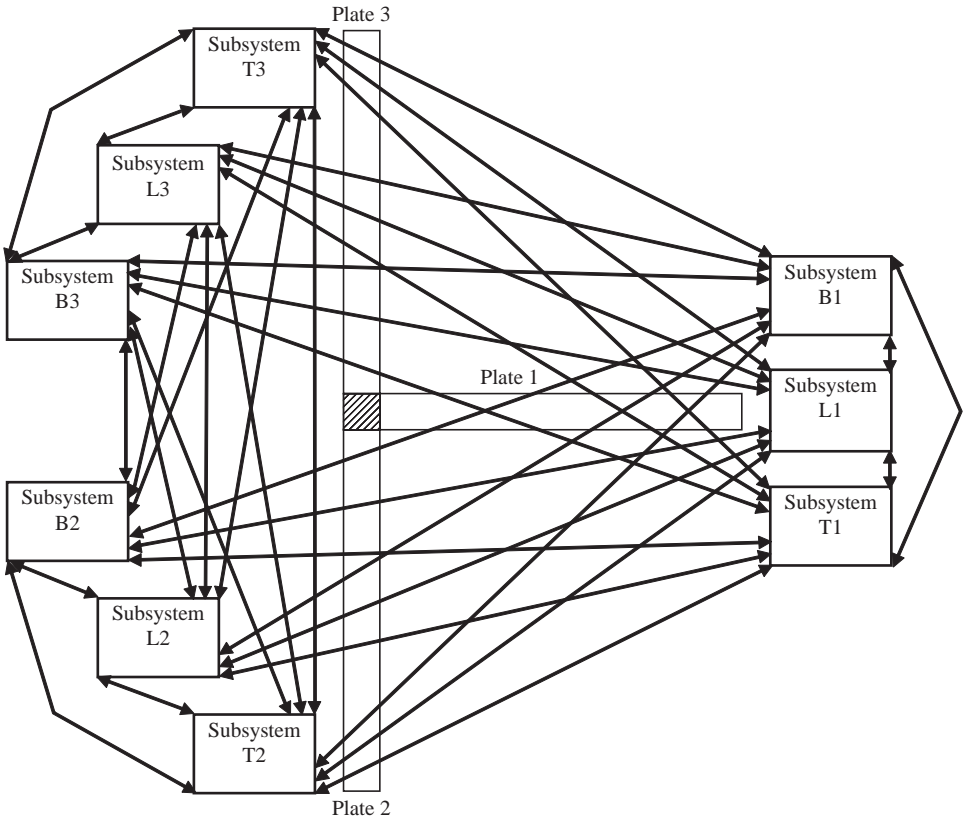 Plate 3
Subsystem
T3
Subsystem
L3
Subsystem
B3
Subsystem
B1
Plate 1
Subsystem
L1
Subsystem
B2
Subsystem
T1
Subsystem
L2
Subsystem
T2
Plate 2